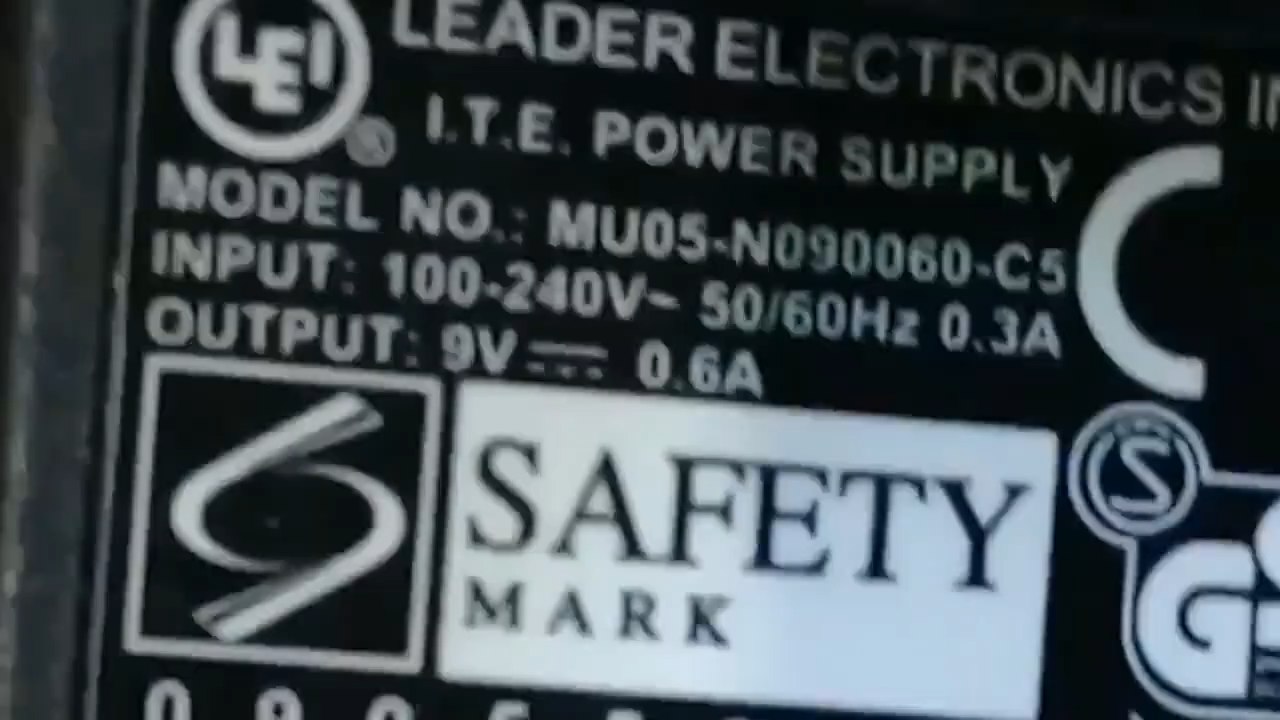 LEI
LEADER ELECTRONICS
®
I.T.E. POWER SUPPLY
MODEL NO.: MU05-N090060-C5
INPUT: 100-240V~ 50/60Hz 0.3A
OUTPUT: 9V⎓ 0.6A
SAFETY
MARK
S